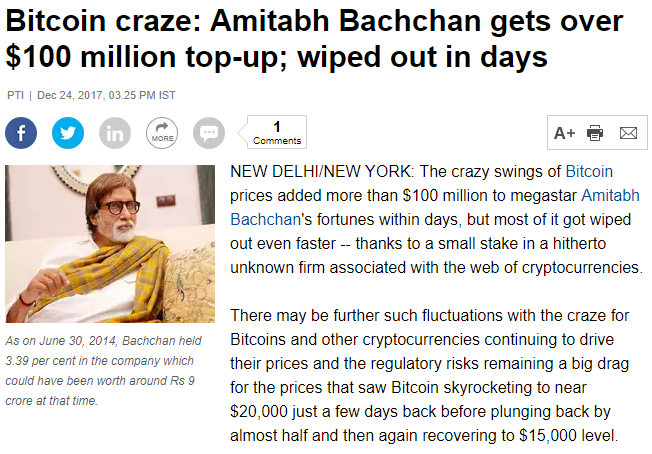 Bitcoin craze: Amitabh Bachchan gets over
$100 million top-up; wiped out in days
PTI | Dec 24, 2017, 03.25 PM IST
f
in
MORE
1
Comments
A+
NEW DELHI/NEW YORK: The crazy swings of Bitcoin
prices added more than $100 million to megastar Amitabh
Bachchan's fortunes within days, but most of it got wiped
out even faster -- thanks to a small stake in a hitherto
unknown firm associated with the web of cryptocurrencies.
As on June 30, 2014, Bachchan held
3.39 per cent in the company which
could have been worth around Rs 9
crore at that time.
There may be further such fluctuations with the craze for
Bitcoins and other cryptocurrencies continuing to drive
their prices and the regulatory risks remaining a big drag
for the prices that saw Bitcoin skyrocketing to near
$20,000 just a few days back before plunging back by
almost half and then again recovering to $15,000 level.